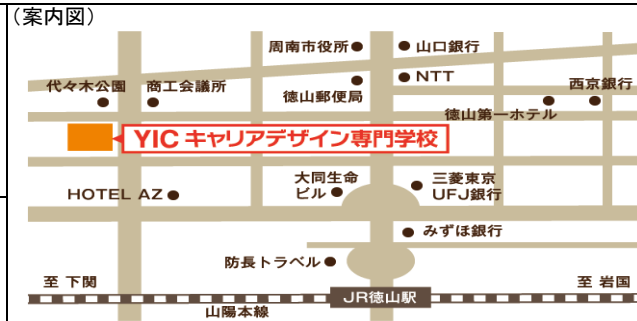 (案内図)
周南市役所
山口銀行
代々木公園
商工会議所
徳山郵便局
NTT
西京銀行
徳山第一ホテル
YIC キャリアデザイン専門学校
HOTEL AZ
大同生命
ビル
三菱東京
UFJ銀行
みずほ銀行
防長トラベル
至 下関
至 岩国
JR徳山駅
山陽本線